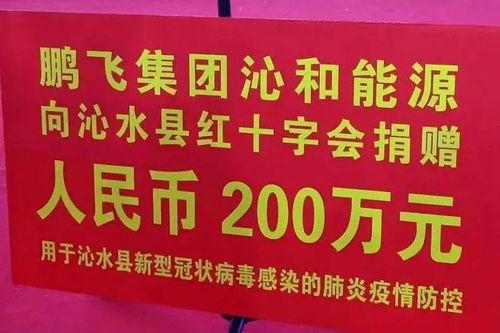 鹏飞集团沁和能源
向沁水县红十字会捐赠
人民币 200万元
用于沁水县新型冠状病毒感染的肺炎疫情防控